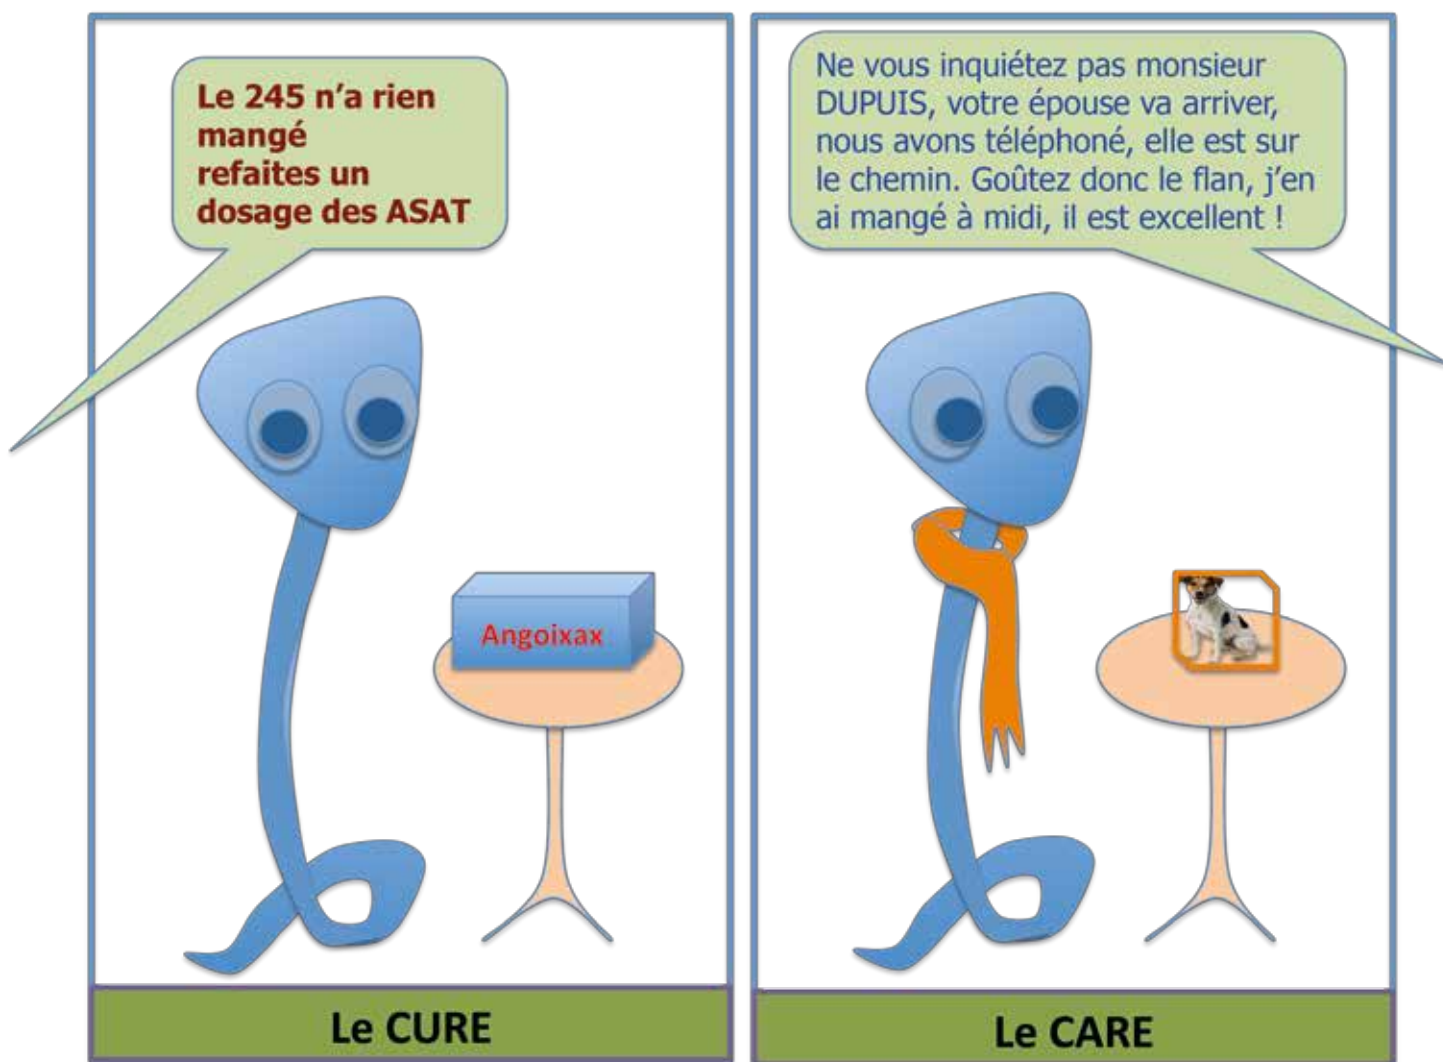 Le 245 n'a rien
mangé
refaites un
dosage des ASAT
Angoixax
Le CURE
Ne vous inquiétez pas monsieur
DUPUIS, votre épouse va arriver,
nous avons téléphoné, elle est sur
le chemin. Goûtez donc le flan, j'en
ai mangé à midi, il est excellent !
Le CARE